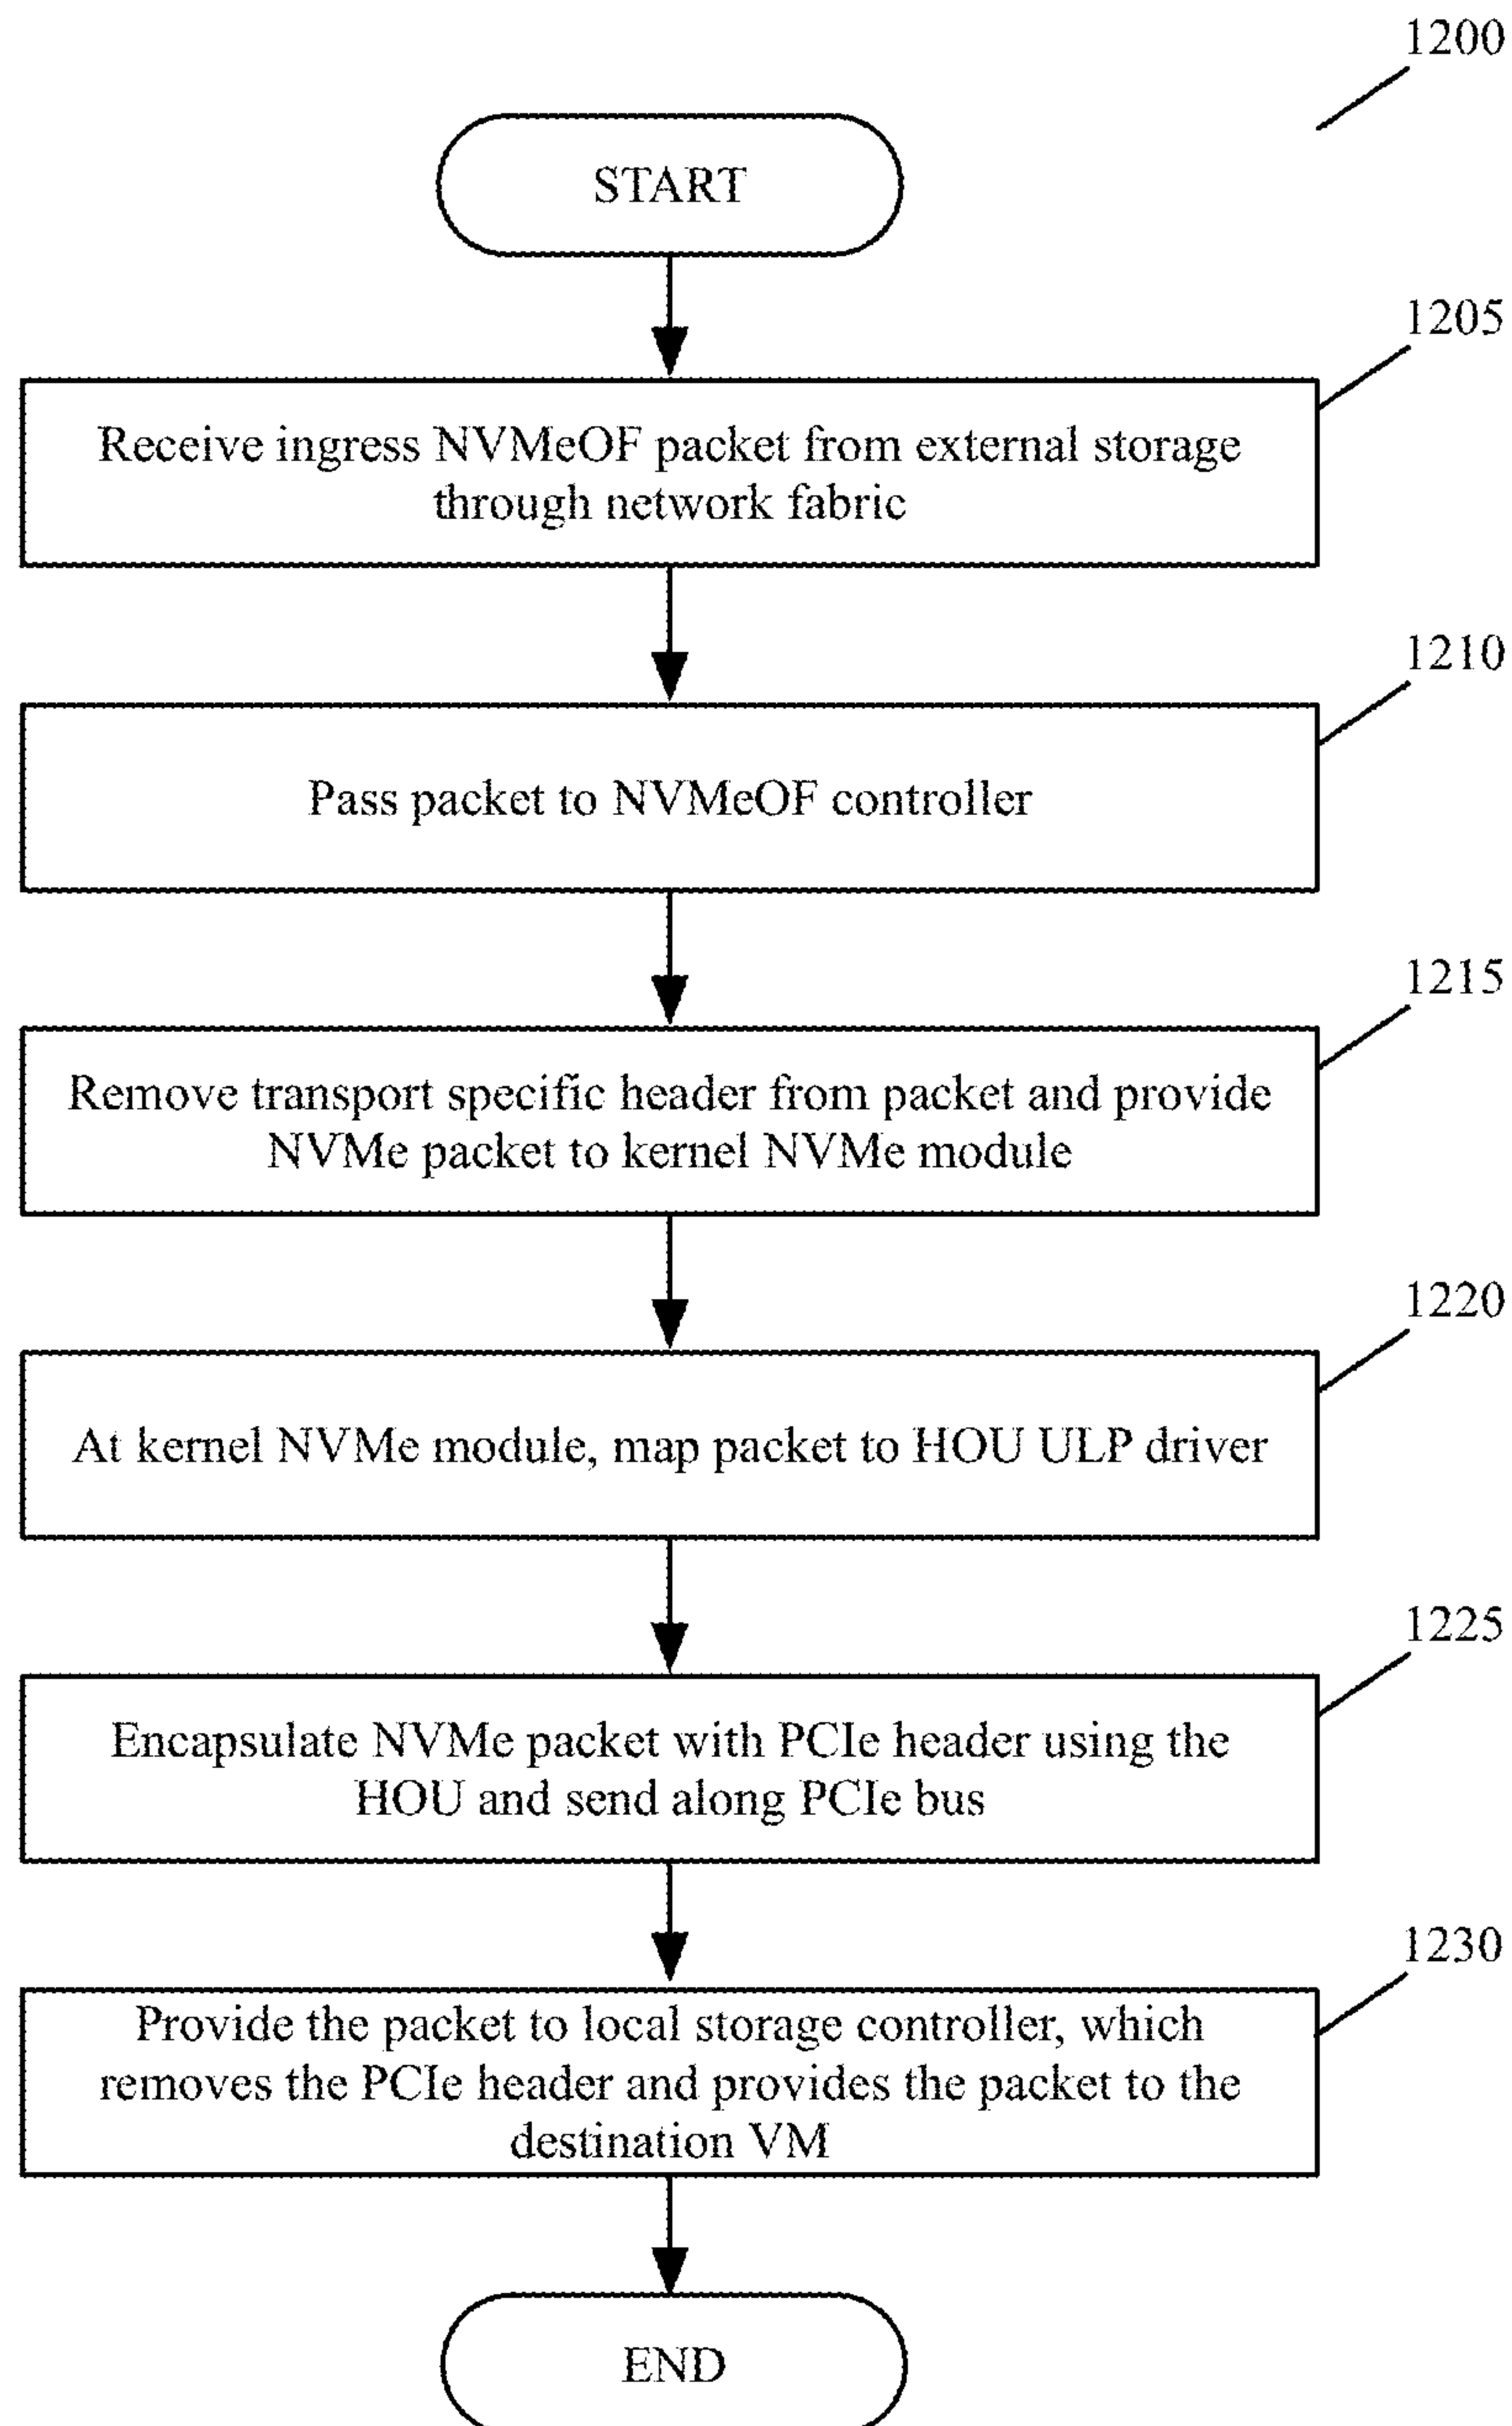 1200
START
1205
Receive ingress NVMeOF packet from external storage
through network fabric
1210
Pass packet to NVMeOF controller
1215
Remove transport specific header from packet and provide
NVMe packet to kernel NVMe module
1220
At kernel NVMe module, map packet to HOU ULP driver
1225
Encapsulate NVMe packet with PCIe header using the
HOU and send along PCIe bus
1230
Provide the packet to local storage controller, which
removes the PCIe header and provides the packet to the
destination VM
END